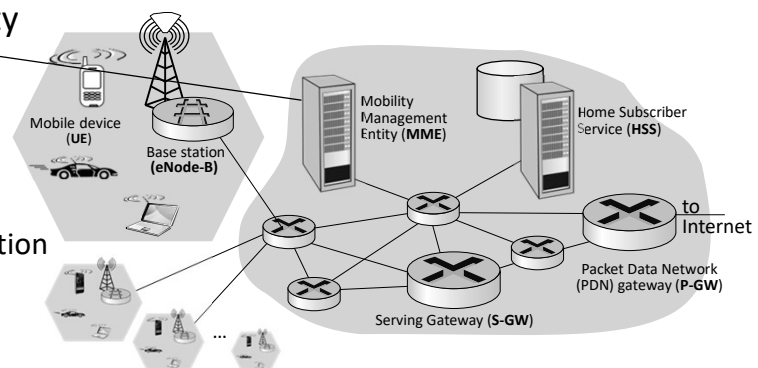 ty
Mobile device
(UE)
Base station
(eNode-B)
Mobility
Management
Entity (MME)
Home Subscriber
Service (HSS)
to
Internet
tion
Packet Data Network
(PDN) gateway (P-GW)
Serving Gateway (S-GW)
...